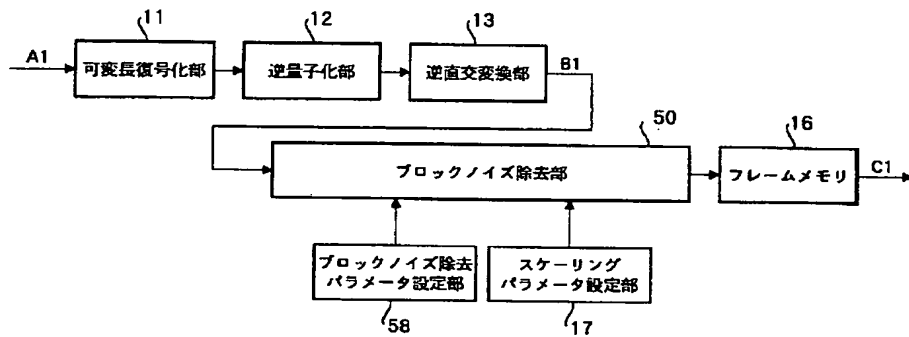 11
12
13
A1
可変長復号化部
逆量子化部
逆直交変換部
B1
50
16
ブロックノイズ除去部
フレームメモリ
C1
ブロックノイズ除去
パラメータ設定部
スケーリング
パラメータ設定部
58
17